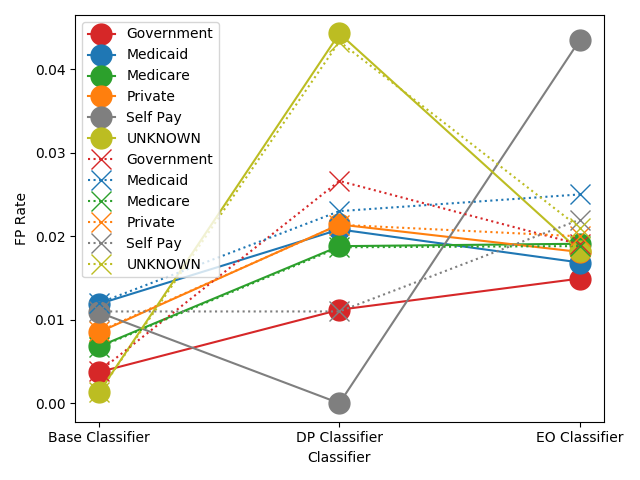 Government
Medicaid
Medicare
Private
Self Pay
UNKNOWN
Government
Medicaid
Medicare
Private
Self Pay
UNKNOWN
FP Rate
0.04
0.03
0.02
0.01
0.00
Base Classifier DP Classifier EO Classifier
Classifier